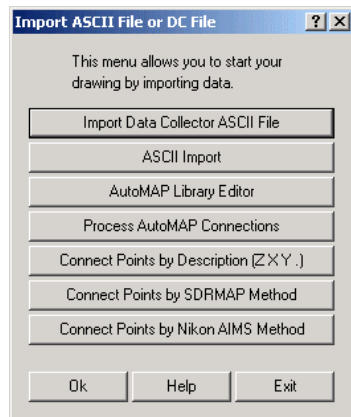 Import ASCII File or DC File
This menu allows you to start your
drawing by importing data.
Import Data Collector ASCII File
ASCII Import
AutoMAP Library Editor
Process AutoMAP Connections
Connect Points by Description (Z X Y .)
Connect Points by SDRMAP Method
Connect Points by Nikon AIMS Method
Ok Help Exit